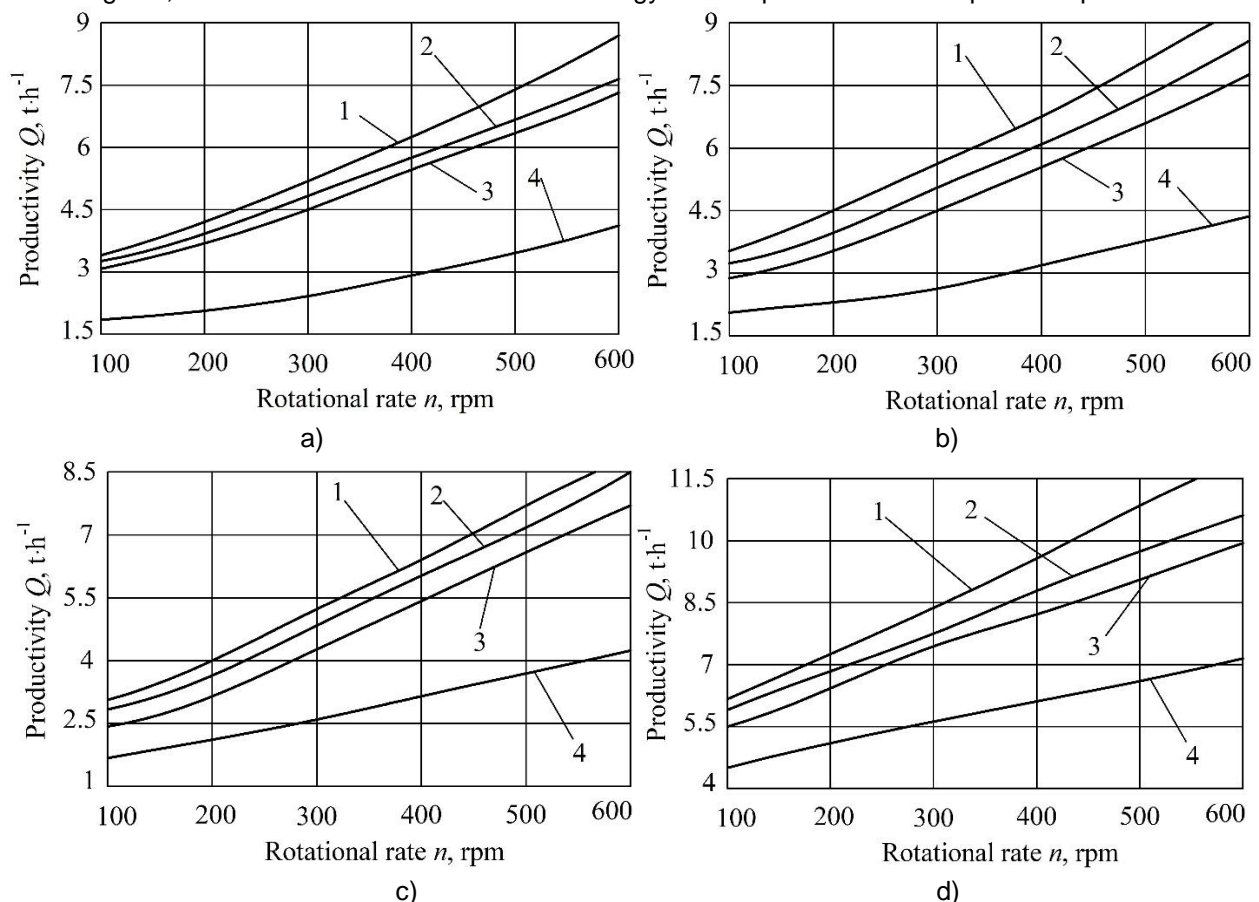 Productivity Q, t·h⁻¹
9
7.5
6
4.5
3
1.5
1
2
3
4
100 200 300 400 500 600
Rotational rate n, rpm
a)
Productivity Q, t·h⁻¹
9
7.5
6
4.5
3
1.5
1
2
3
4
100 200 300 400 500 600
Rotational rate n, rpm
b)
Productivity Q, t·h⁻¹
8.5
7
5.5
4
2.5
1
1
2
3
4
100 200 300 400 500 600
Rotational rate n, rpm
c)
Productivity Q, t·h⁻¹
11.5
10
8.5
7
5.5
4
1
2
3
4
100 200 300 400 500 600
Rotational rate n, rpm
d)